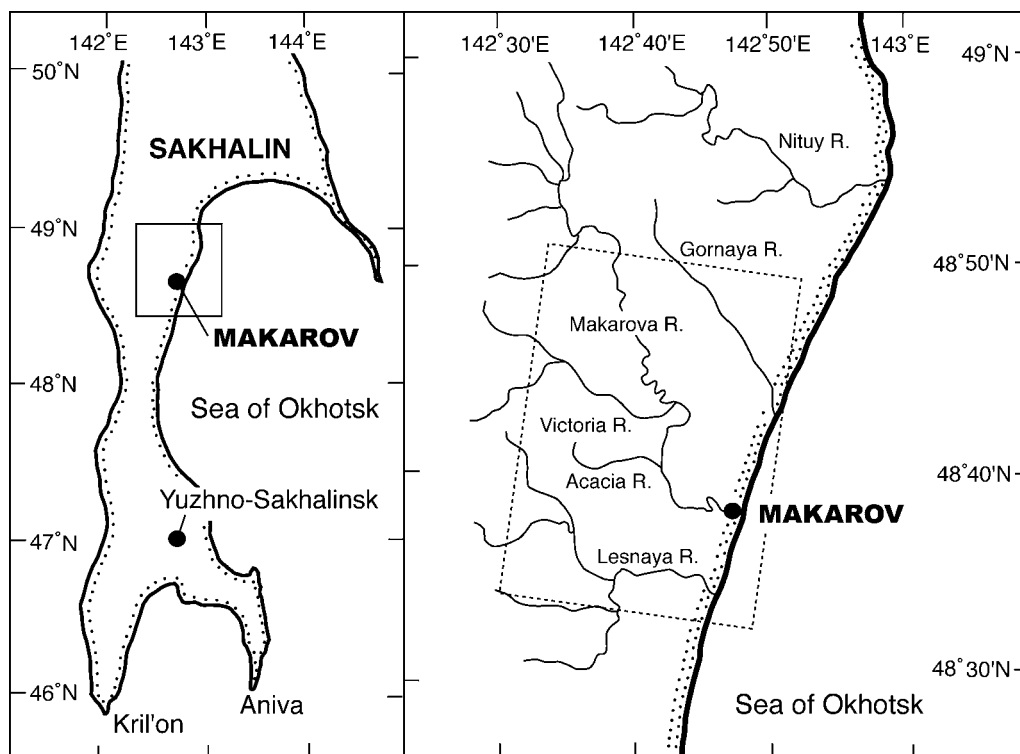 142˚E 143˚E 144˚E
50˚N
SAKHALIN
49˚N
MAKAROV
48˚N
Sea of Okhotsk
Yuzhno-Sakhalinsk
47˚N
46˚N
Kril'on
Aniva
142˚30'E 142˚40'E 142˚50'E 143˚E
49˚N
Nituy R.
Gornaya R.
48˚50'N
Makarova R.
Victoria R.
48˚40'N
Acacia R.
MAKAROV
Lesnaya R.
48˚30'N
Sea of Okhotsk